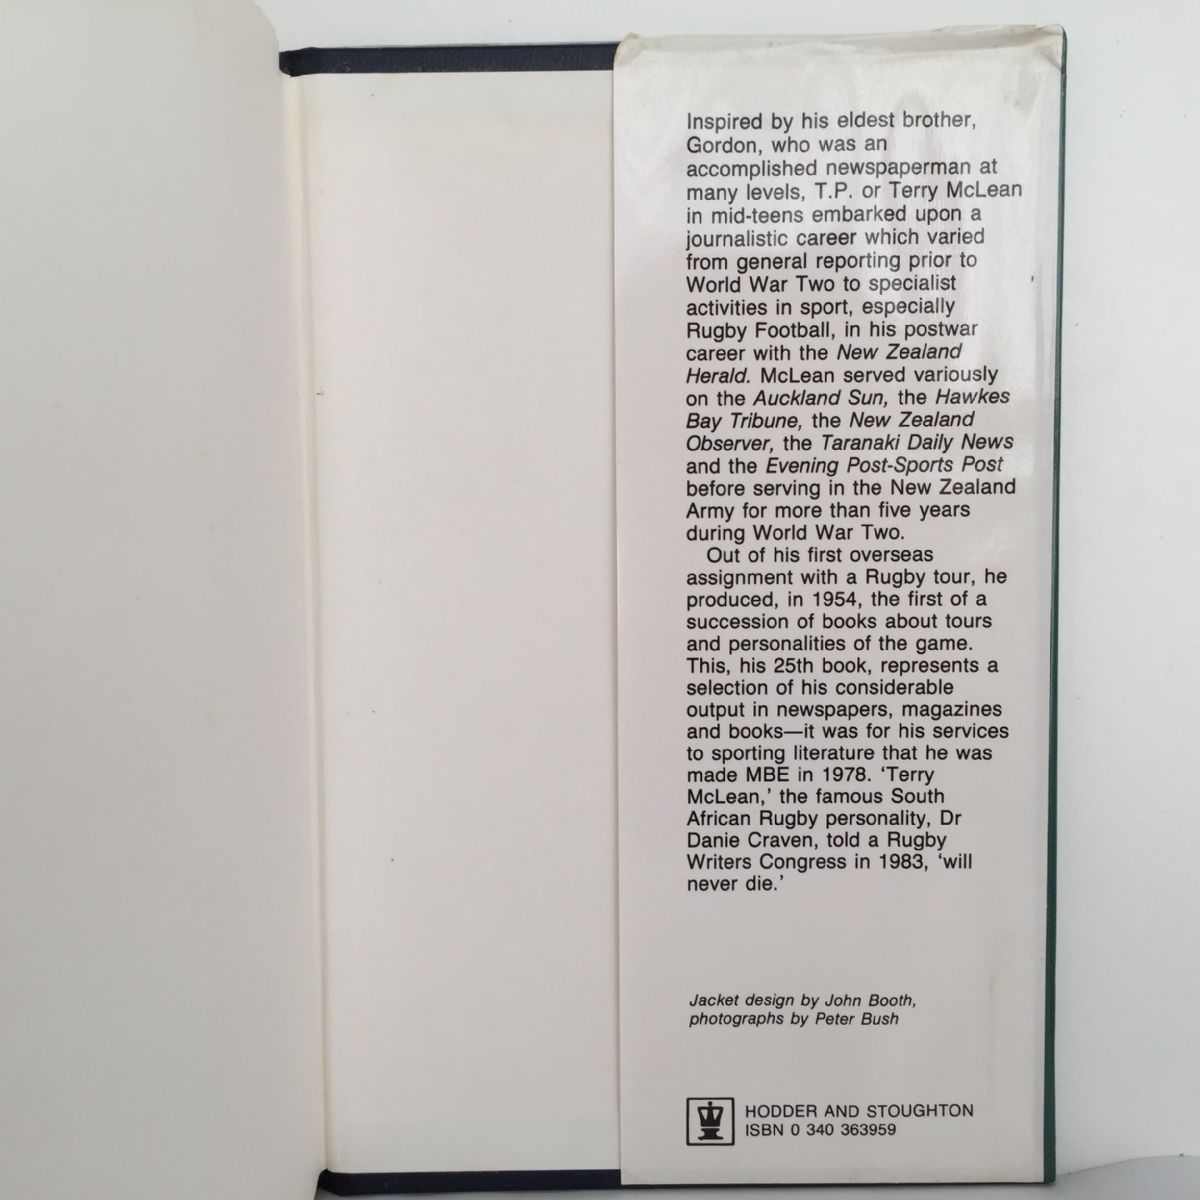 Inspired by his eldest brother,
Gordon, who was an
accomplished newspaperman at
many levels, T.P. or Terry McLean
in mid-teens embarked upon a
journalistic career which varied
from general reporting prior to
World War Two to specialist
activities in sport, especially
Rugby Football, in his postwar
career with the New Zealand
Herald. McLean served variously
on the Auckland Sun, the Hawkes
Bay Tribune, the New Zealand
Observer, the Taranaki Daily News
and the Evening Post-Sports Post
before serving in the New Zealand
Army for more than five years
during World War Two.
Out of his first overseas
assignment with a Rugby tour, he
produced, in 1954, the first of a
succession of books about tours
and personalities of the game.
This, his 25th book, represents a
selection of his considerable
output in newspapers, magazines
and books—it was for his services
to sporting literature that he was
made MBE in 1978. ‘Terry
McLean,’ the famous South
African Rugby personality, Dr
Danie Craven, told a Rugby
Writers Congress in 1983, ‘will
never die.’
Jacket design by John Booth,
photographs by Peter Bush
HODDER AND STOUGHTON
ISBN 0 340 363959